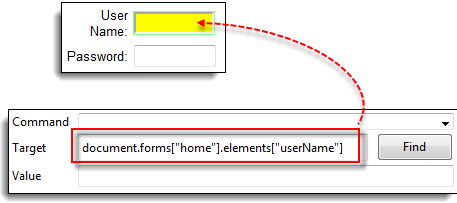 User
Name:
Password:
Command
Target document.forms["home"].elements["userName"] Find
Value